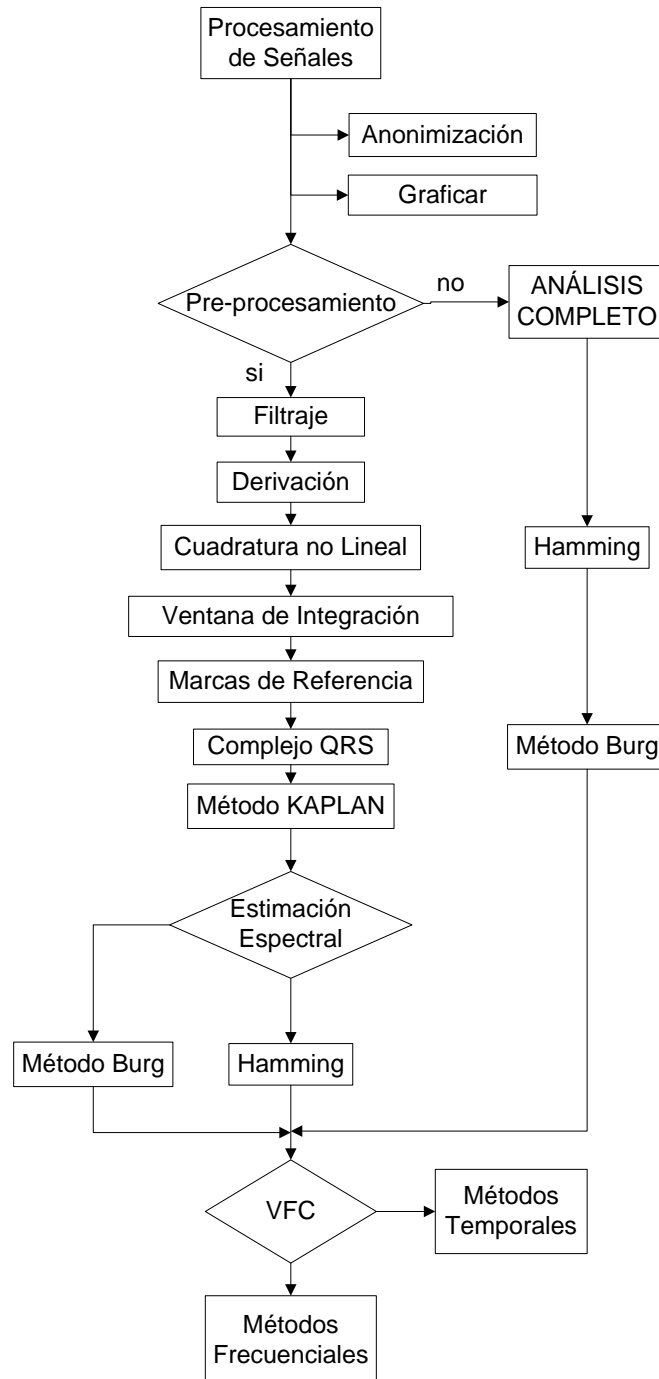 Procesamiento
de Señales
Anonimización
Graficar
Pre-procesamiento
no
ANÁLISIS
COMPLETO
si
Filtraje
Derivación
Cuadratura no Lineal
Hamming
Ventana de Integración
Marcas de Referencia
Complejo QRS
Método Burg
Método KAPLAN
Estimación
Espectral
Método Burg
Hamming
VFC
Métodos
Temporales
Métodos
Frecuenciales